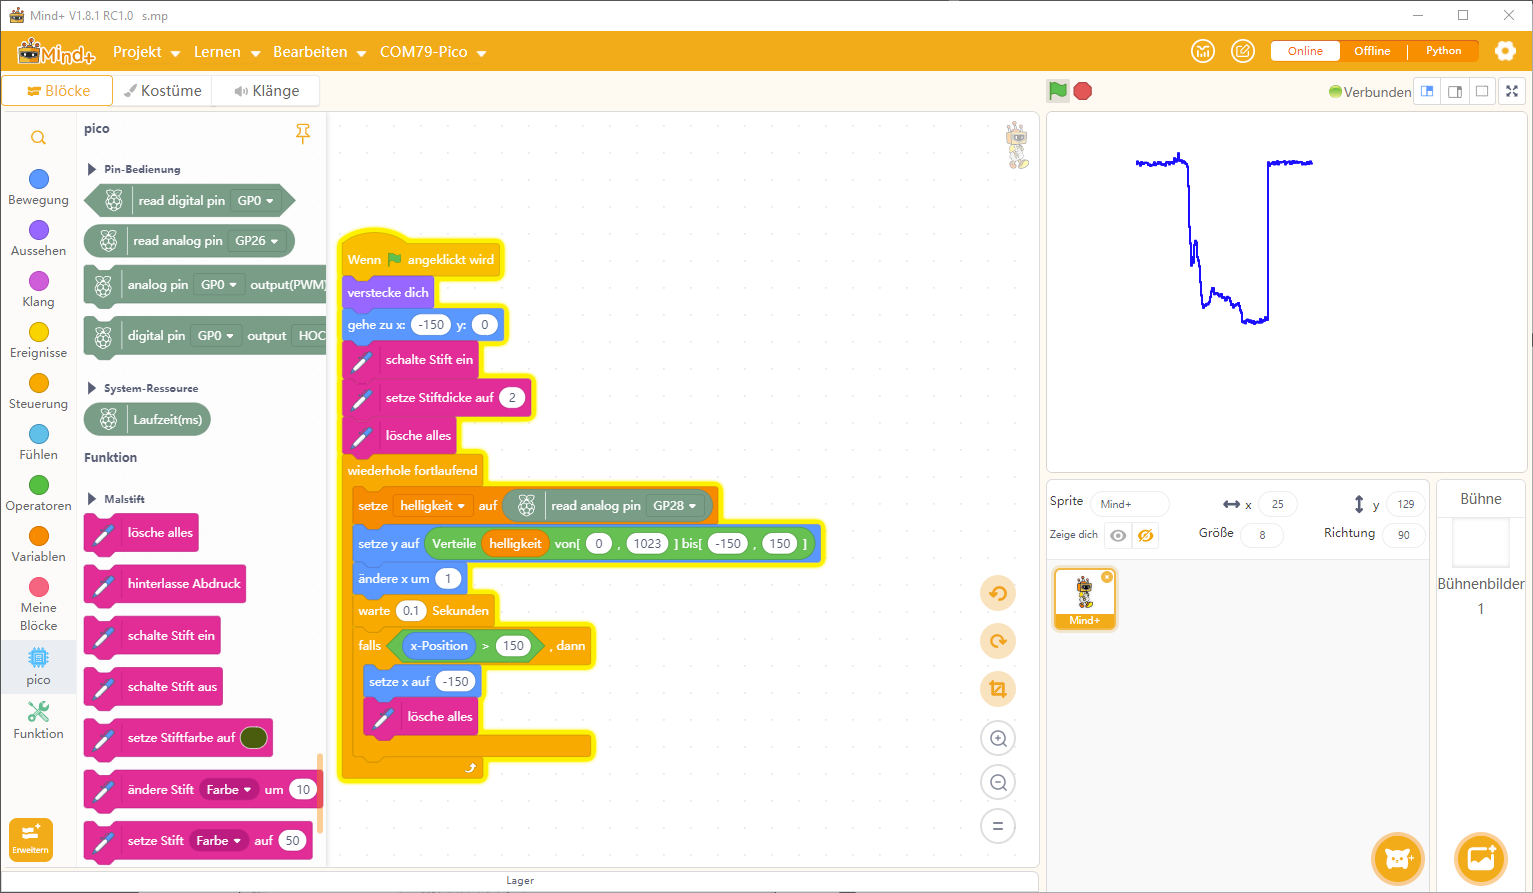 Mind+ V1.8.1 RC1.0 s.mp
Mind+ Projekt Lernen Bearbeiten COM79-Pico Online Offline Python
Blöcke Kostüme Klänge Verbunden
pico
Pin-Bedienung
Bewegung
read digital pin GP0
Aussehen
read analog pin GP26
Klang
analog pin GP0 output(PWM)
Ereignisse
digital pin GP0 output HOC
Steuerung
System-Ressource
Laufzeit(ms)
Fühlen
Funktion
Operatoren
Malstift
Variablen
lösche alles
Meine
Blöcke
hinterlasse Abdruck
schalte Stift ein
pico
schalte Stift aus
Funktion
setze Stiftfarbe auf
ändere Stift Farbe um 10
setze Stift Farbe auf 50
Erweitern
Wenn angeklickt wird
verstecke dich
gehe zu x: -150 y: 0
schalte Stift ein
setze Stiftdicke auf 2
lösche alles
wiederhole fortlaufend
setze helligkeit auf read analog pin GP28
setze y auf Verteile helligkeit von[ 0 , 1023 ] bis[ -150 , 150 ]
ändere x um 1
warte 0.1 Sekunden
falls x-Position > 150 , dann
setze x auf -150
lösche alles
Lager
Sprite Mind+ x 25 y 129
Zeige dich Größe 8 Richtung 90
Mind+
Bühne
Bühnenbilder
1